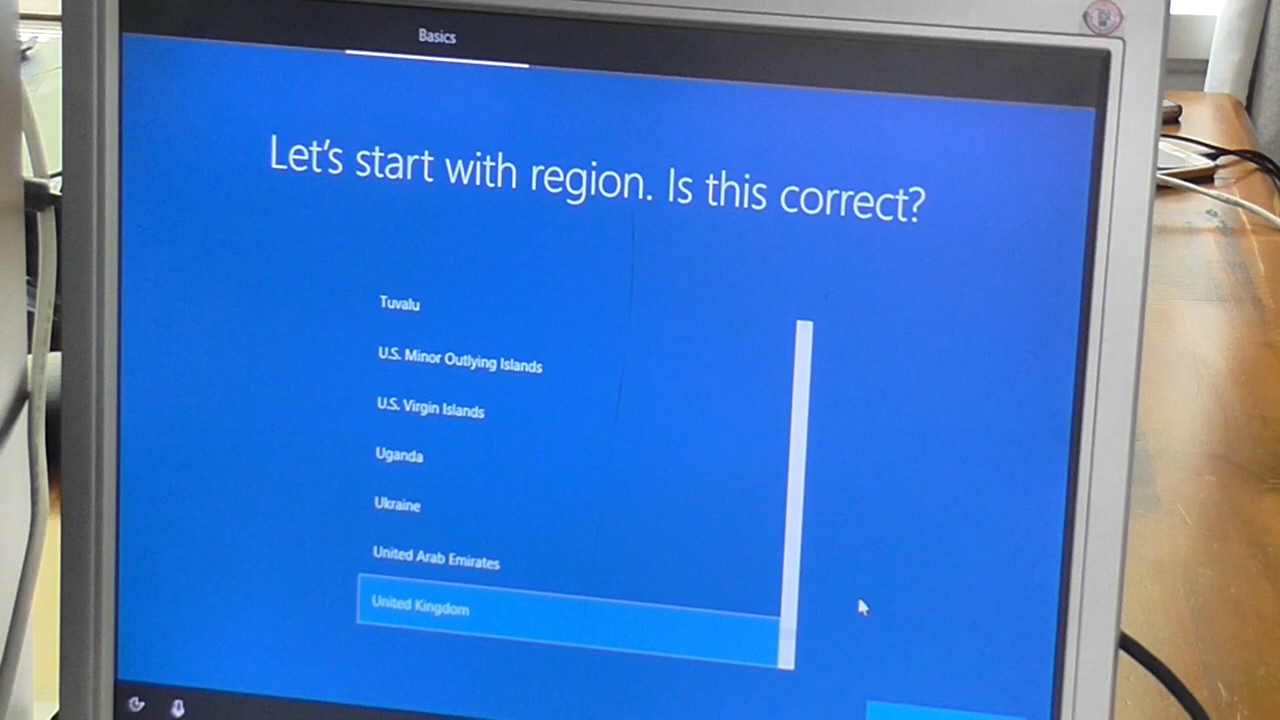 Basics
Let's start with region. Is this correct?
Tuvalu
U.S. Minor Outlying Islands
U.S. Virgin Islands
Uganda
Ukraine
United Arab Emirates
United Kingdom